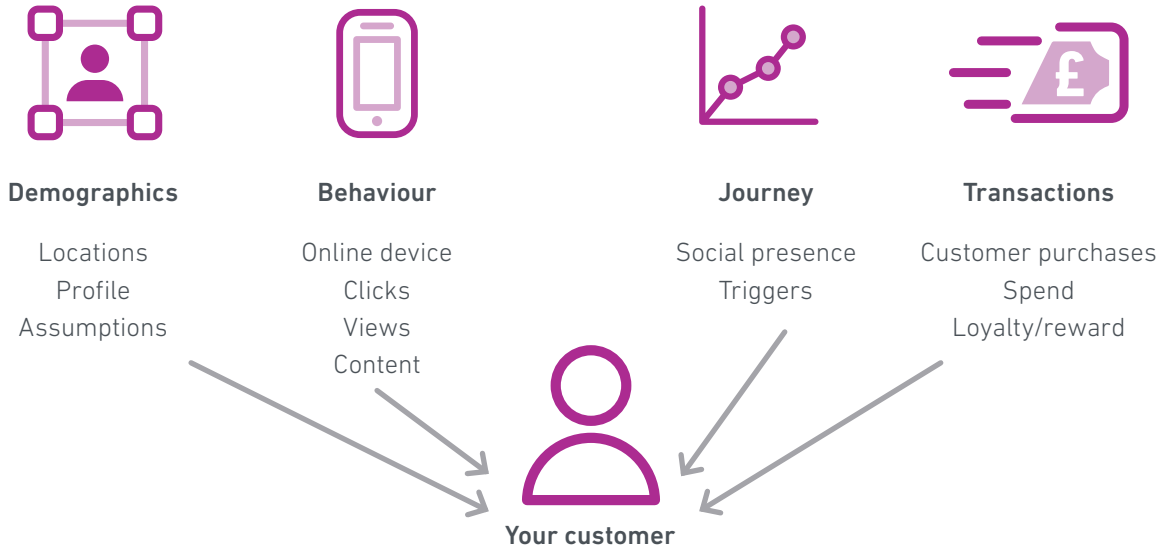 £
Demographics
Locations
Profile
Assumptions
Behaviour
Online device
Clicks
Views
Content
Journey
Social presence
Triggers
Transactions
Customer purchases
Spend
Loyalty/reward
Your customer